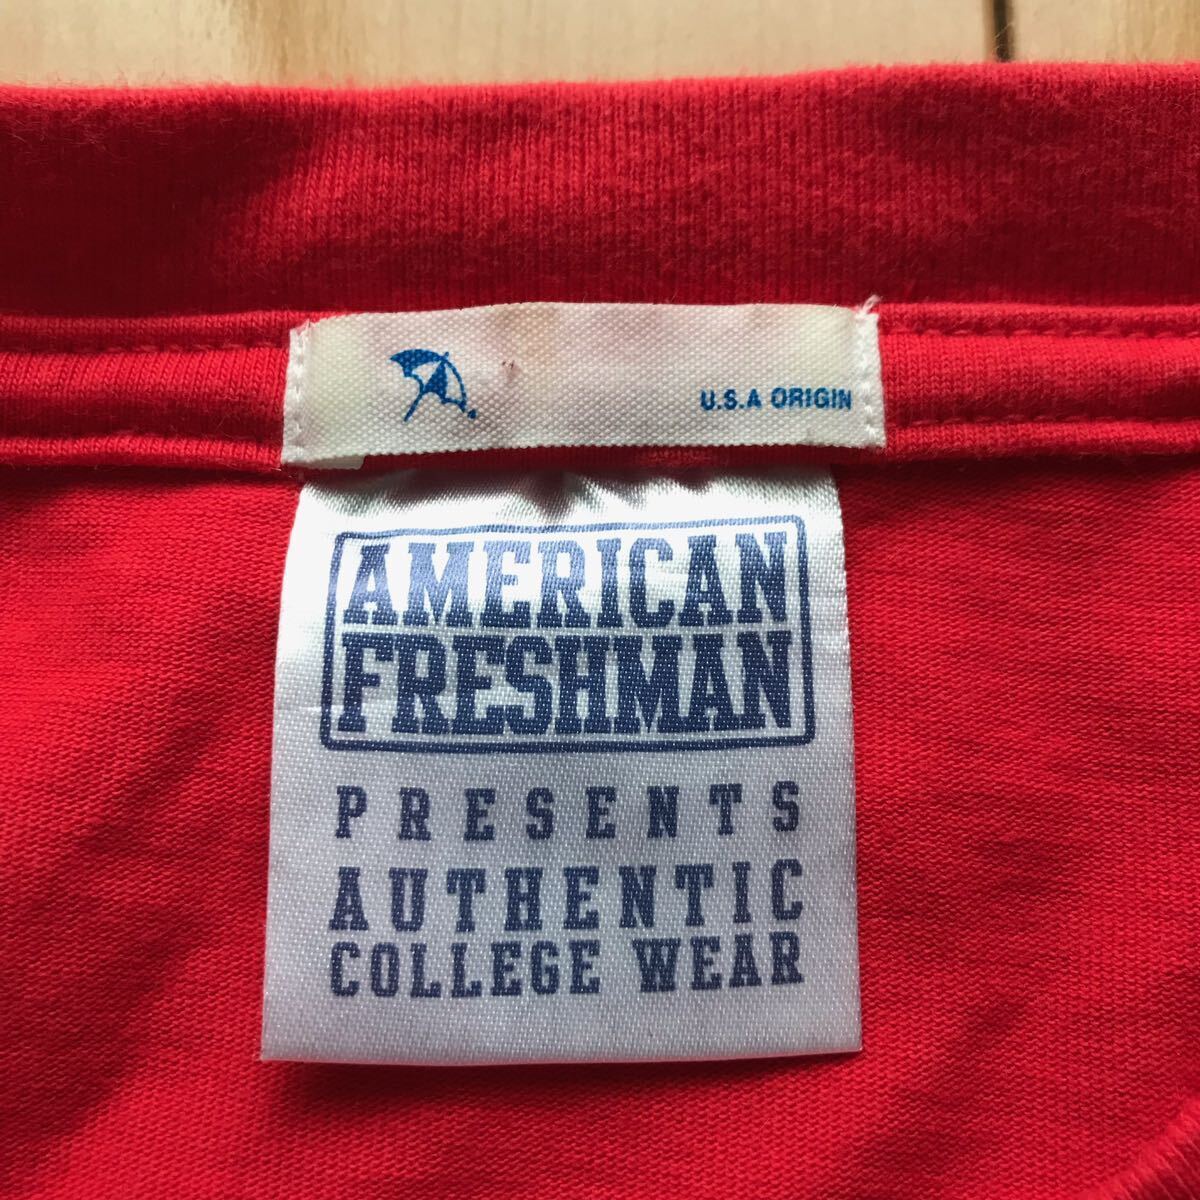 U.S.A ORIGIN
AMERICAN
FRESHMAN
PRESENTS
AUTHENTIC
COLLEGE WEAR